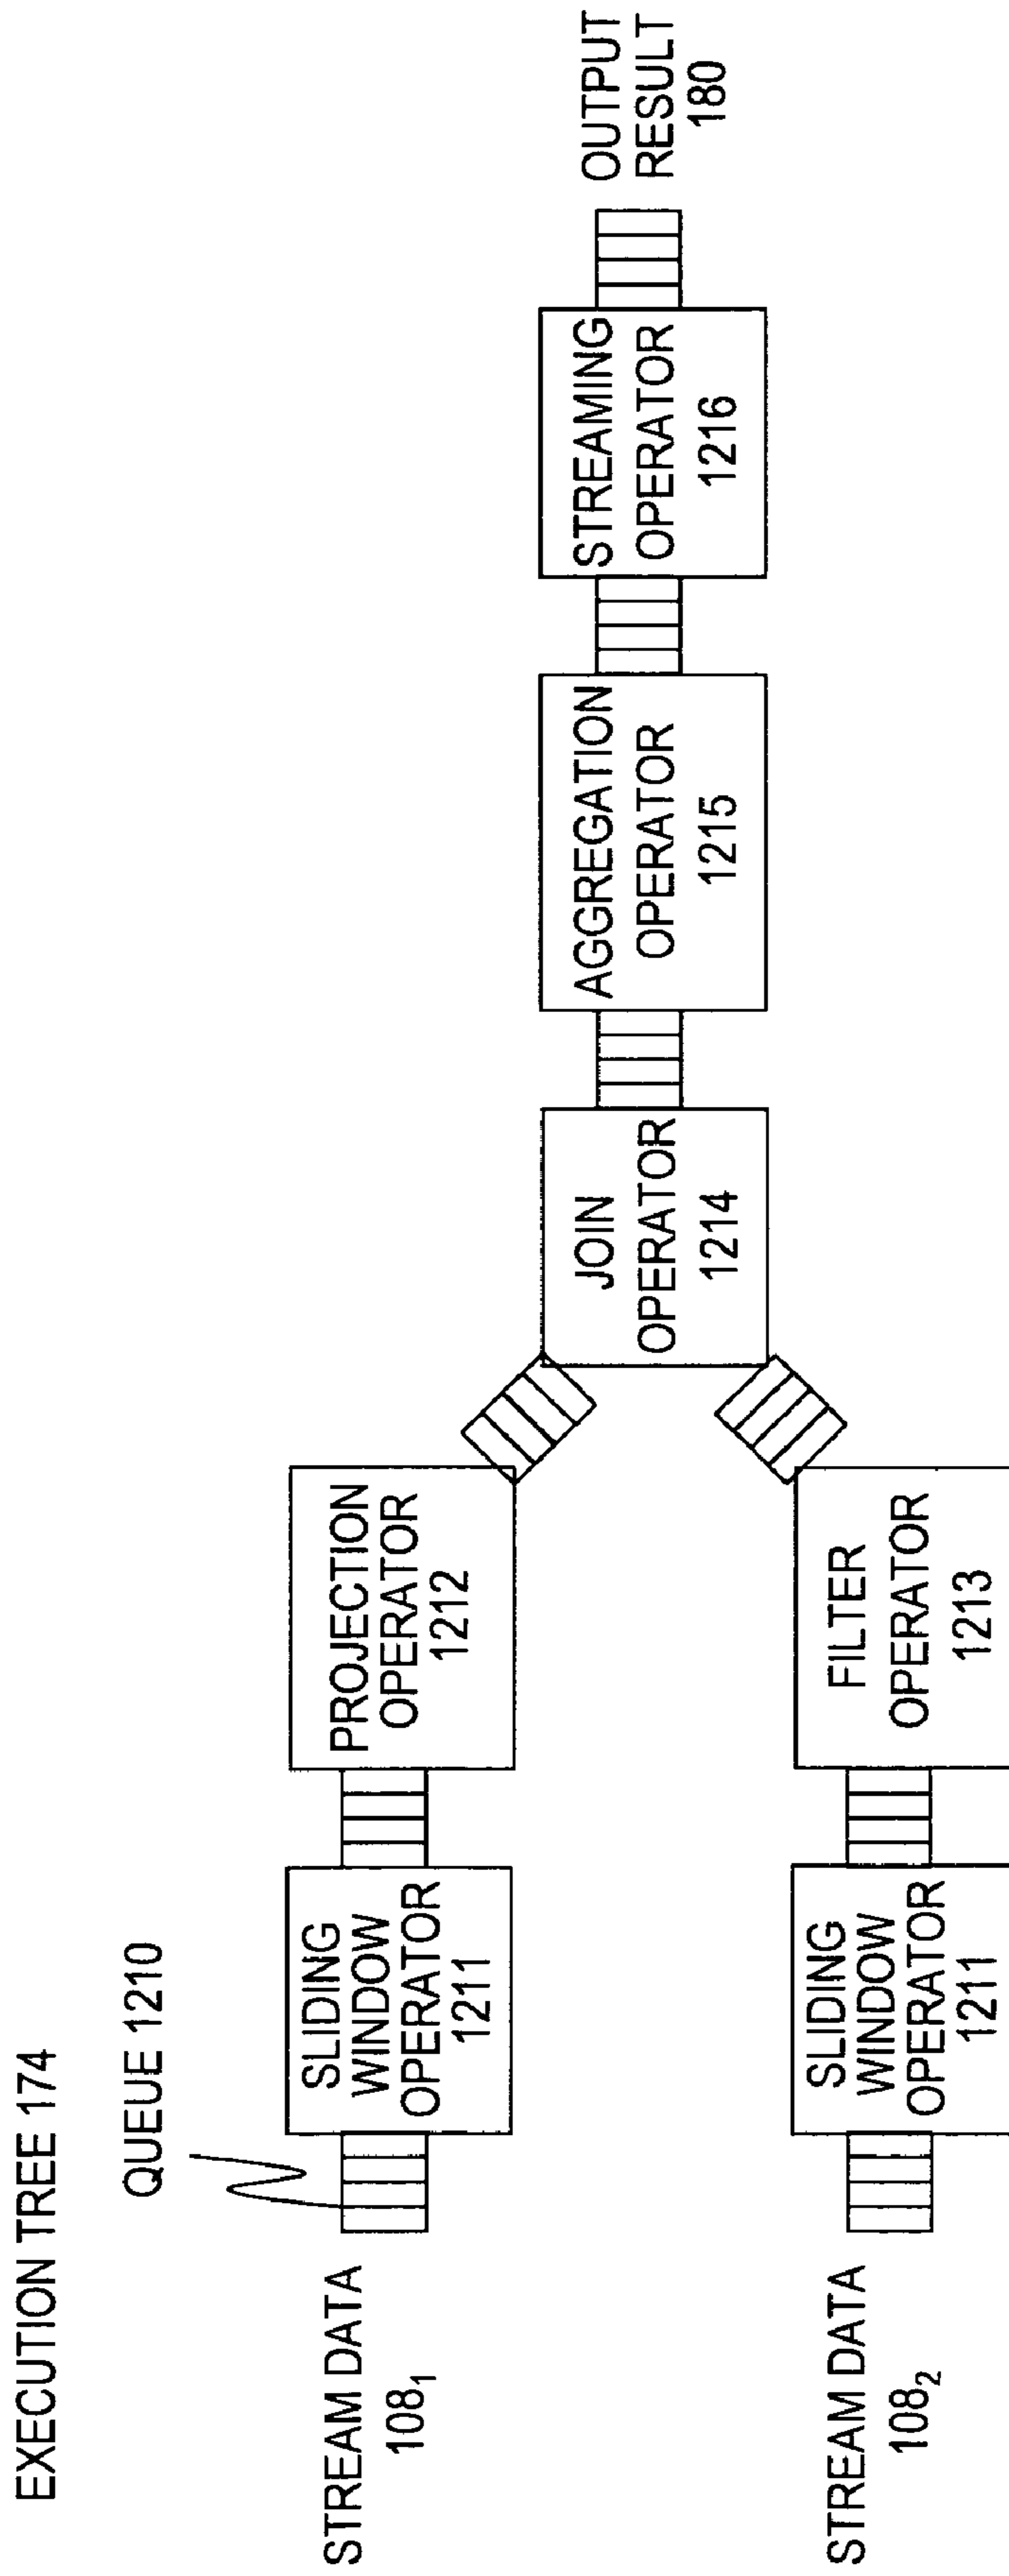 EXECUTION TREE 174
QUEUE 1210
STREAM DATA
108₁
SLIDING
WINDOW
OPERATOR
1211
PROJECTION
OPERATOR
1212
STREAM DATA
108₂
SLIDING
WINDOW
OPERATOR
1211
FILTER
OPERATOR
1213
JOIN
OPERATOR
1214
AGGREGATION
OPERATOR
1215
STREAMING
OPERATOR
1216
OUTPUT
RESULT
180